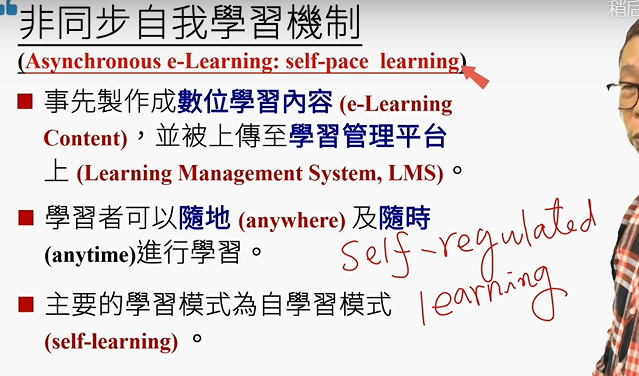 非同步自我學習機制
(Asynchronous e-Learning: self-pace learning)
■ 事先製作成數位學習內容 (e-Learning
Content)，並被上傳至學習管理平台
上 (Learning Management System, LMS)。
■ 學習者可以隨地 (anywhere) 及隨時
(anytime)進行學習。
self-regulated
learning
■ 主要的學習模式為自學習模式
(self-learning) 。